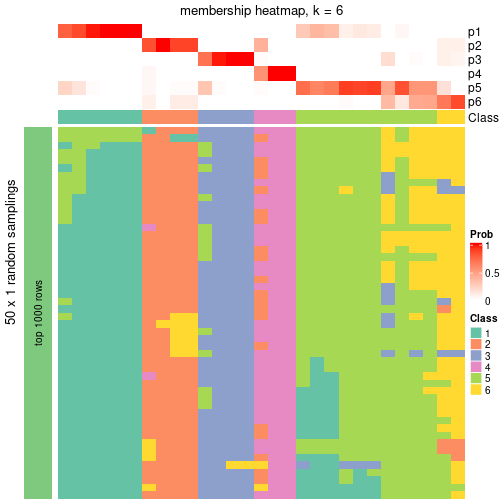 membership heatmap, k = 6
p1
p2
p3
p4
p5
p6
Class
50 x 1 random samplings
top 1000 rows
Prob
1
0.5
0
Class
1
2
3
4
5
6